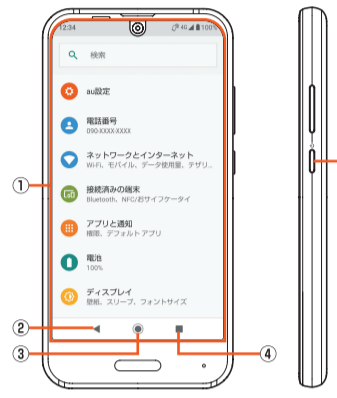 12:34 4G 100%
検索
au設定
電話番号
090-XXXX-XXXX
ネットワークとインターネット
Wi-Fi、モバイル、データ使用量、テザリ...
①
接続済みの端末
Bluetooth、NFC/おサイフケータイ
アプリと通知
権限、デフォルト アプリ
電池
100%
ディスプレイ
壁紙、スリープ、フォントサイズ
②
③
④